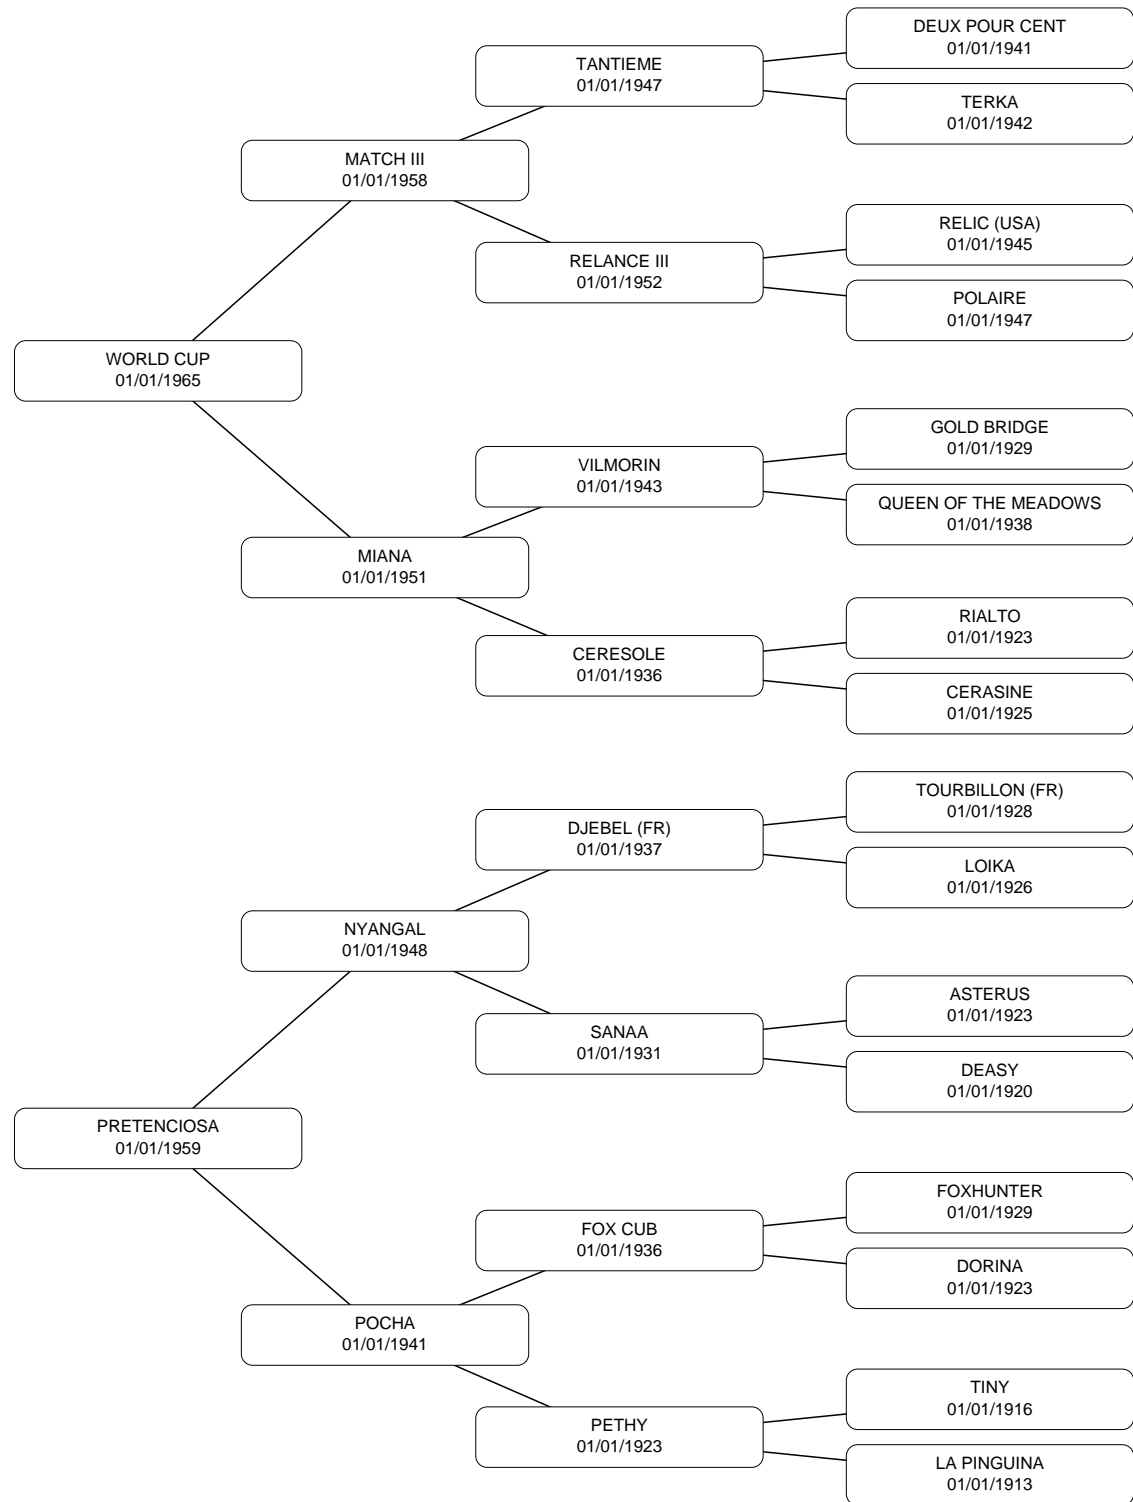 DEUX POUR CENT
01/01/1941
TANTIEME
01/01/1947
TERKA
01/01/1942
MATCH III
01/01/1958
RELIC (USA)
01/01/1945
RELANCE III
01/01/1952
POLAIRE
01/01/1947
WORLD CUP
01/01/1965
GOLD BRIDGE
01/01/1929
VILMORIN
01/01/1943
QUEEN OF THE MEADOWS
01/01/1938
MIANA
01/01/1951
RIALTO
01/01/1923
CERESOLE
01/01/1936
CERASINE
01/01/1925
TOURBILLON (FR)
01/01/1928
DJEBEL (FR)
01/01/1937
LOIKA
01/01/1926
NYANGAL
01/01/1948
ASTERUS
01/01/1923
SANAA
01/01/1931
DEASY
01/01/1920
PRETENCIOSA
01/01/1959
FOXHUNTER
01/01/1929
FOX CUB
01/01/1936
DORINA
01/01/1923
POCHA
01/01/1941
TINY
01/01/1916
PETHY
01/01/1923
LA PINGUINA
01/01/1913